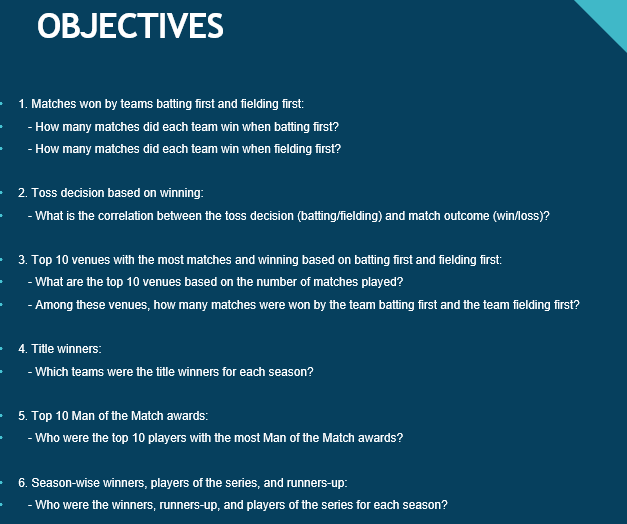 OBJECTIVES
• 1. Matches won by teams batting first and fielding first:
• - How many matches did each team win when batting first?
• - How many matches did each team win when fielding first?
• 2. Toss decision based on winning:
• - What is the correlation between the toss decision (batting/fielding) and match outcome (win/loss)?
• 3. Top 10 venues with the most matches and winning based on batting first and fielding first:
• - What are the top 10 venues based on the number of matches played?
• - Among these venues, how many matches were won by the team batting first and the team fielding first?
• 4. Title winners:
• - Which teams were the title winners for each season?
• 5. Top 10 Man of the Match awards:
• - Who were the top 10 players with the most Man of the Match awards?
• 6. Season-wise winners, players of the series, and runners-up:
• - Who were the winners, runners-up, and players of the series for each season?